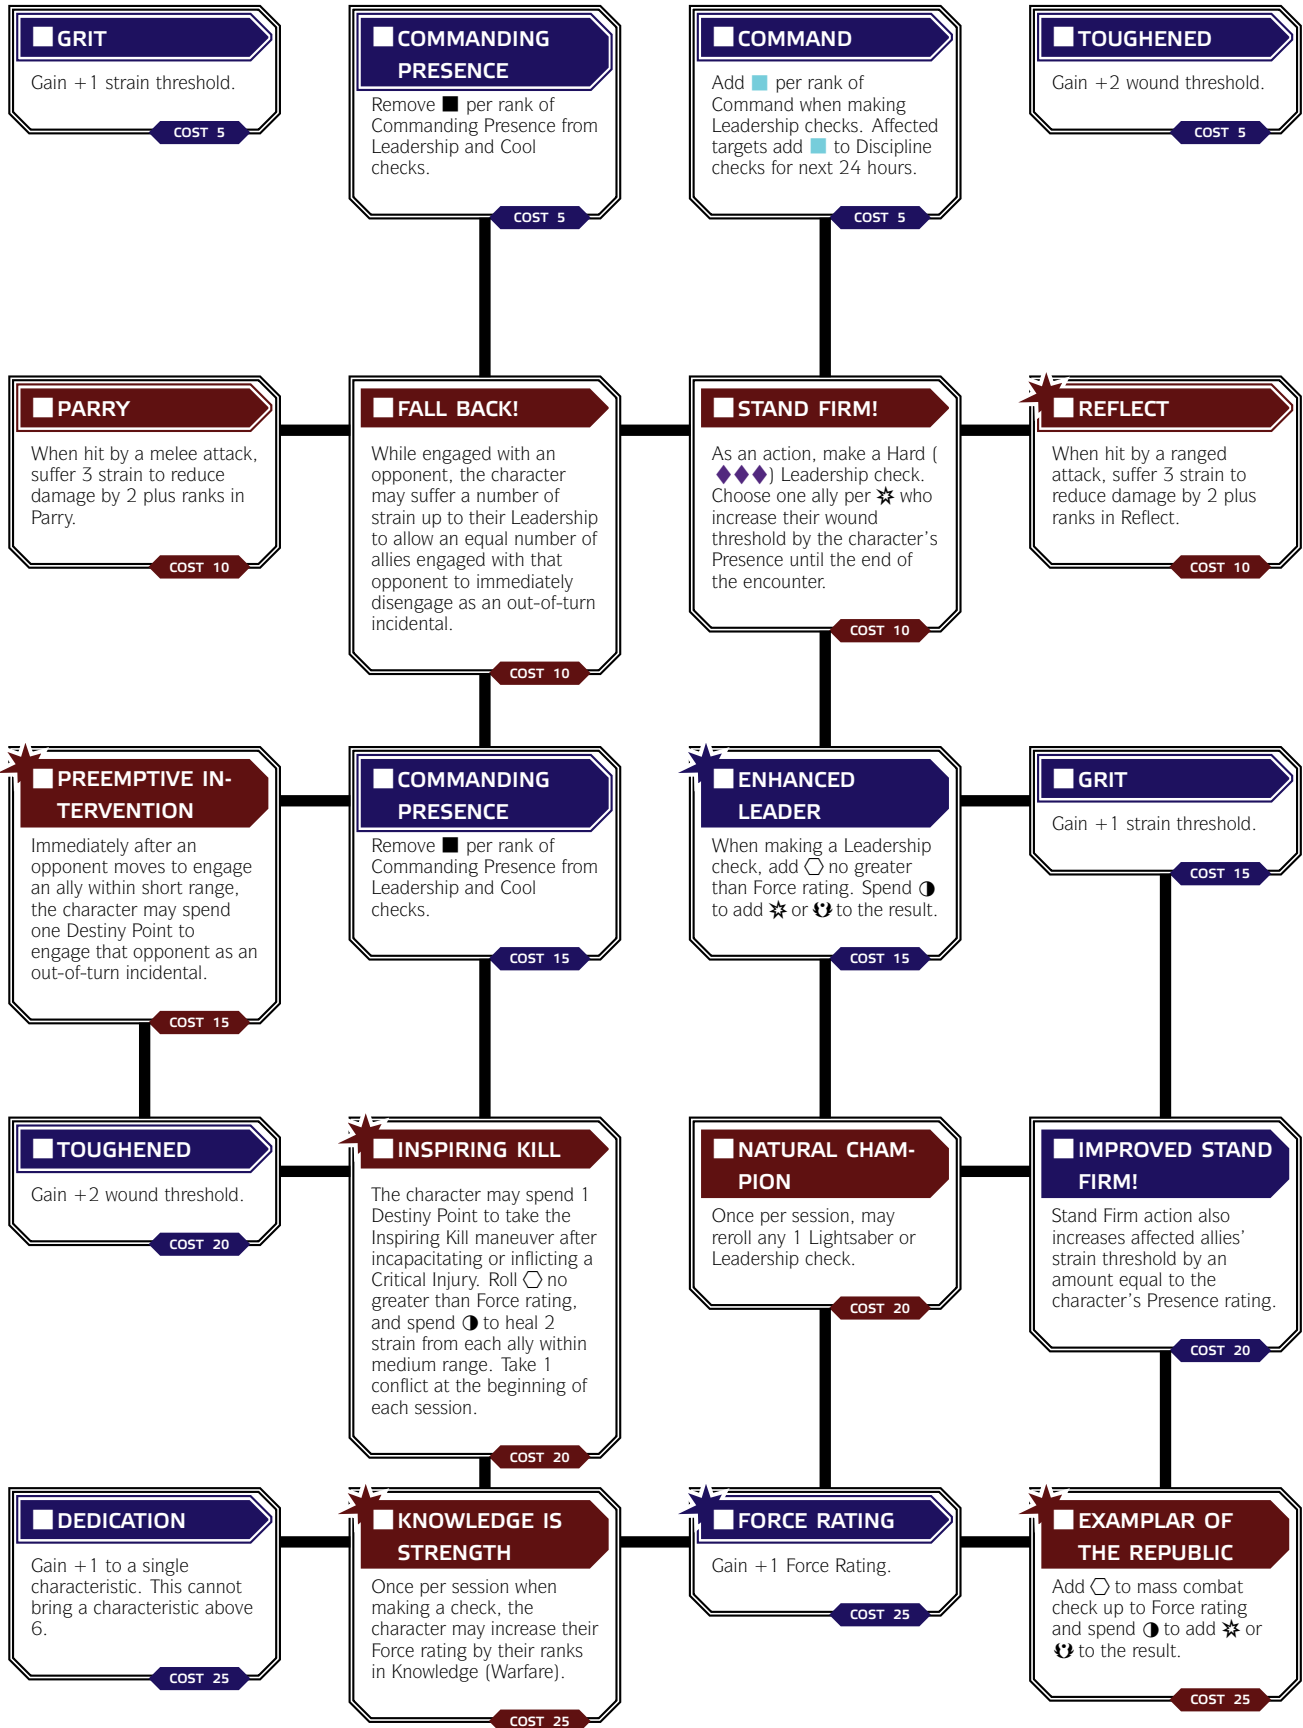 GRIT
Gain +1 strain threshold.
COST 5
COMMANDING
PRESENCE
Remove ■ per rank of
Commanding Presence from
Leadership and Cool
checks.
COST 5
COMMAND
Add ■ per rank of
Command when making
Leadership checks. Affected
targets add ■ to Discipline
checks for next 24 hours.
COST 5
TOUGHENED
Gain +2 wound threshold.
COST 5
PARRY
When hit by a melee attack,
suffer 3 strain to reduce
damage by 2 plus ranks in
Parry.
COST 10
FALL BACK!
While engaged with an
opponent, the character
may suffer a number of
strain up to their Leadership
to allow an equal number of
allies engaged with that
opponent to immediately
disengage as an out-of-turn
incidental.
COST 10
STAND FIRM!
As an action, make a Hard (
◆◆◆) Leadership check.
Choose one ally per who
increase their wound
threshold by the character's
Presence until the end of
the encounter.
COST 10
REFLECT
When hit by a ranged
attack, suffer 3 strain to
reduce damage by 2 plus
ranks in Reflect.
COST 10
PREEMPTIVE IN-
TERVENTION
Immediately after an
opponent moves to engage
an ally within short range,
the character may spend
one Destiny Point to
engage that opponent as an
out-of-turn incidental.
COST 15
COMMANDING
PRESENCE
Remove ■ per rank of
Commanding Presence from
Leadership and Cool
checks.
COST 15
ENHANCED
LEADER
When making a Leadership
check, add ⬡ no greater
than Force rating. Spend ◑
to add or to the result.
COST 15
GRIT
Gain +1 strain threshold.
COST 15
TOUGHENED
Gain +2 wound threshold.
COST 20
INSPIRING KILL
The character may spend 1
Destiny Point to take the
Inspiring Kill maneuver after
incapacitating or inflicting a
Critical Injury. Roll ⬡ no
greater than Force rating,
and spend ◑ to heal 2
strain from each ally within
medium range. Take 1
conflict at the beginning of
each session.
COST 20
NATURAL CHAM-
PION
Once per session, may
reroll any 1 Lightsaber or
Leadership check.
COST 20
IMPROVED STAND
FIRM!
Stand Firm action also
increases affected allies'
strain threshold by an
amount equal to the
character's Presence rating.
COST 20
DEDICATION
Gain +1 to a single
characteristic. This cannot
bring a characteristic above
6.
COST 25
KNOWLEDGE IS
STRENGTH
Once per session when
making a check, the
character may increase their
Force rating by their ranks
in Knowledge (Warfare).
COST 25
FORCE RATING
Gain +1 Force Rating.
COST 25
EXAMPLAR OF
THE REPUBLIC
Add ⬡ to mass combat
check up to Force rating
and spend ◑ to add or
to the result.
COST 25